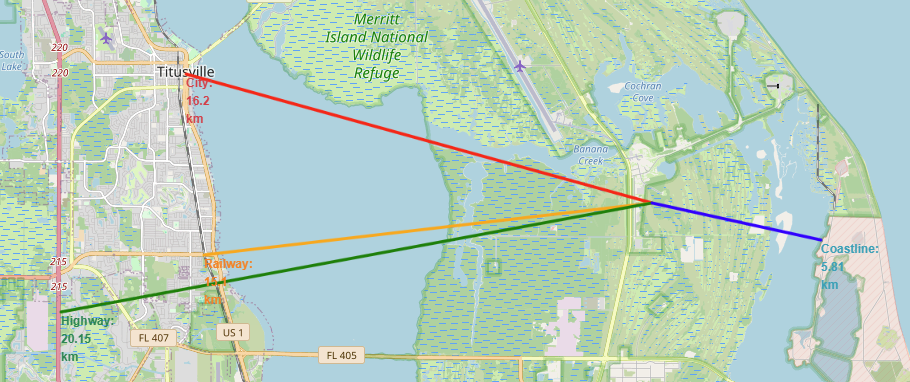 Merritt
Island National
Wildlife
Refuge
220
South
Lake
220
Titusville
City:
16.2
km
Cochran
Cove
Banana
Creek
Coastline:
5.81
km
215
Railway:
km
215
Highway:
20.15
km
FL 407
US 1
FL 405